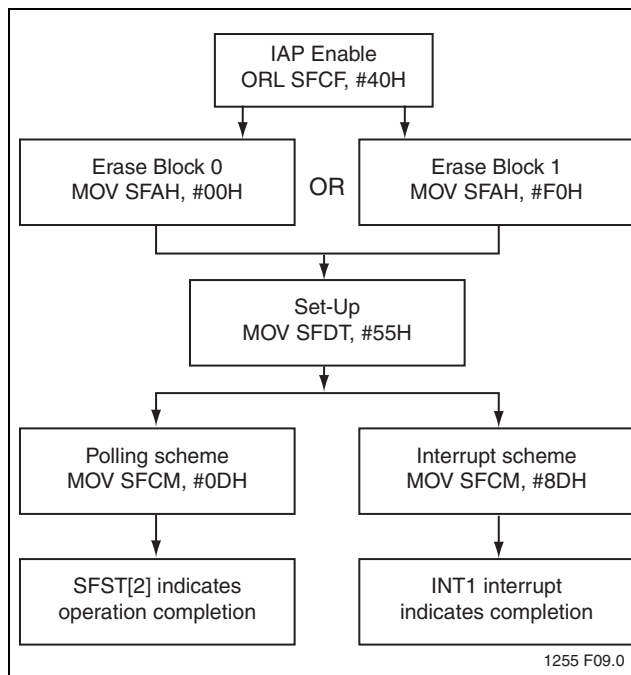 IAP Enable
ORL SFCF, #40H
Erase Block 0
MOV SFAH, #00H
OR
Erase Block 1
MOV SFAH, #F0H
Set-Up
MOV SFDT, #55H
Polling scheme
MOV SFCM, #0DH
Interrupt scheme
MOV SFCM, #8DH
SFST[2] indicates
operation completion
INT1 interrupt
indicates completion
1255 F09.0